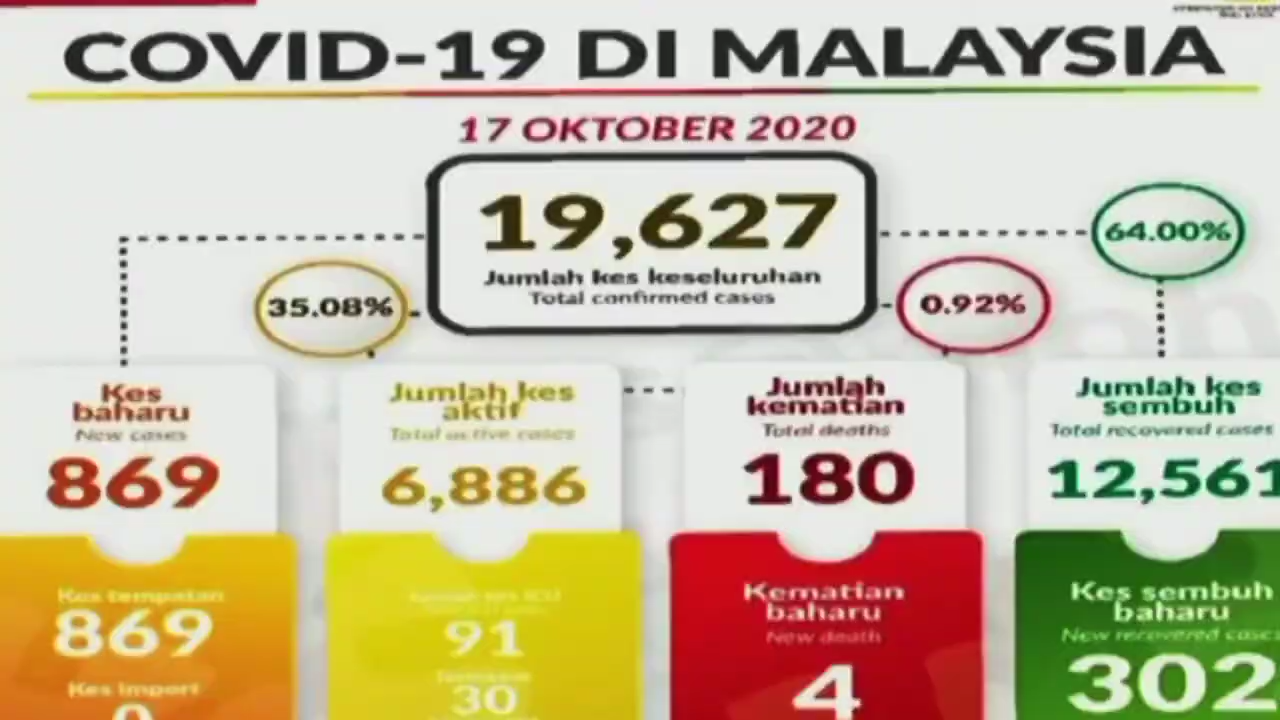 COVID-19 DI MALAYSIA
17 OKTOBER 2020
19,627
Jumlah kes keseluruhan
Total confirmed cases
64.00%
35.08%
0.92%
Kes
baharu
New cases
869
Jumlah kes
aktif
Total active cases
6,886
Jumlah
kematian
Total deaths
180
Jumlah kes
sembuh
Total recovered cases
12,561
Kes tempatan
869
Kes import
0
91
30
Kematian
baharu
New death
4
Kes sembuh
baharu
New recovered cases
302